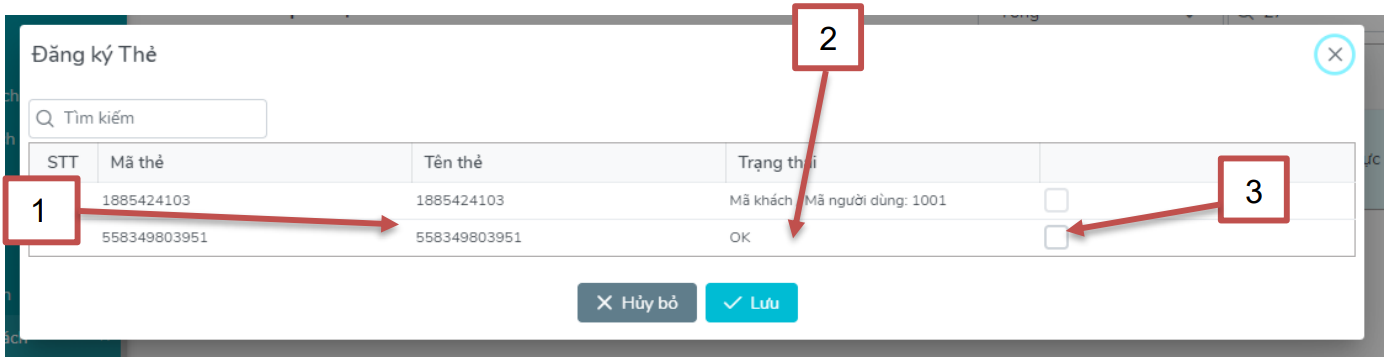 2
Đăng ký Thẻ
Tìm kiếm
STT Mã thẻ Tên thẻ Trạng thái
1885424103 1885424103 Mã khách Mã người dùng: 1001
1
3
558349803951 558349803951 OK
Hủy bỏ Lưu